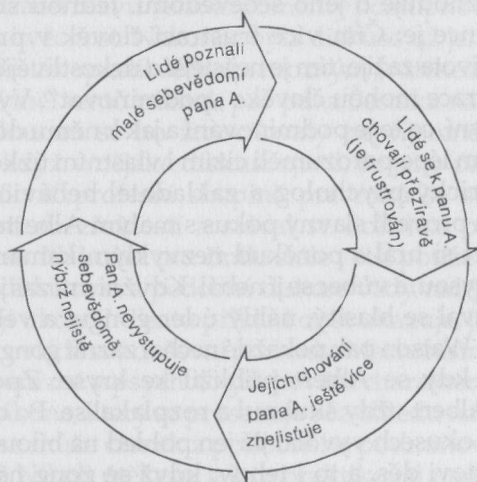 Lidé poznali
malé sebevědomí
pana A.
Lidé se k panu A.
chovají přezíravě
(je frustrován)
Jejich chování
pana A. ještě více
znejisťuje
Pan A. nevystupuje
sebevědomě,
nýbrž nejistě